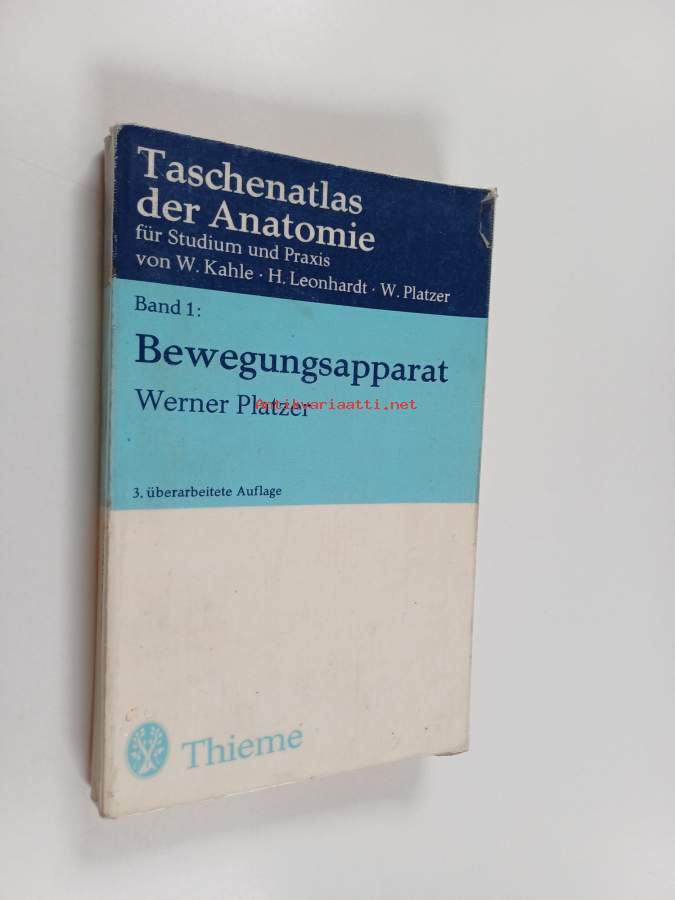 Taschenatlas
der Anatomie
für Studium und Praxis
von W. Kahle · H. Leonhardt · W. Platzer
Band 1:
Bewegungsapparat
Werner Platzer
Antikvariaatti.net
3. überarbeitete Auflage
Thieme